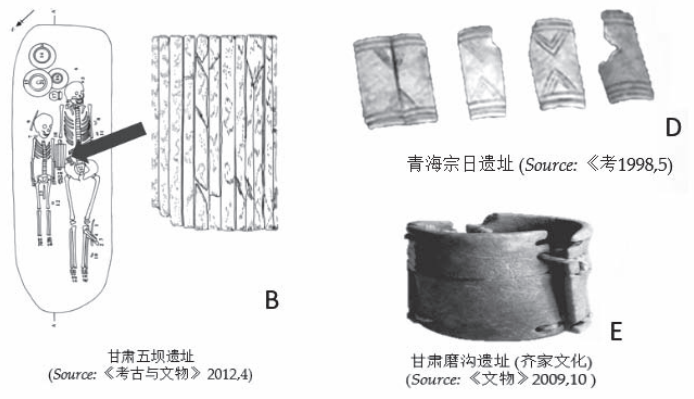 B
甘肃五坝遗址
(Source: 《考古与文物》 2012,4)
D
青海宗日遗址 (Source: 《考1998,5)
E
甘肃磨沟遗址 (齐家文化)
(Source: 《文物》2009,10 )